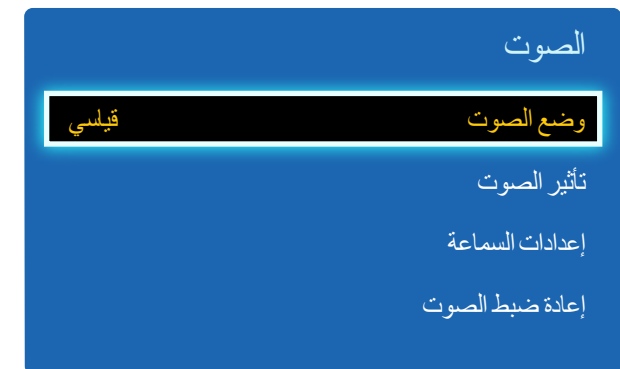 الصوت
وضع الصوت قياسي
تأثير الصوت
إعدادات السماعة
إعادة ضبط الصوت